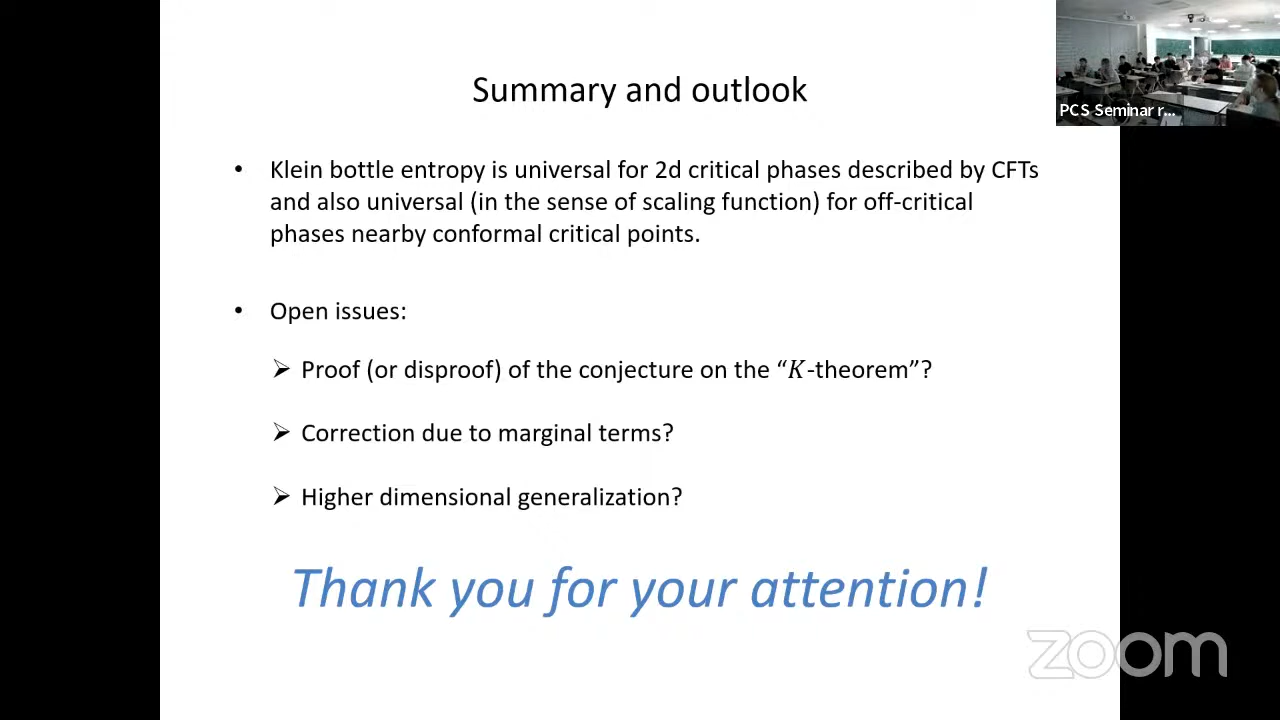 Summary and outlook
PCS Seminar r...
• Klein bottle entropy is universal for 2d critical phases described by CFTs
and also universal (in the sense of scaling function) for off-critical
phases nearby conformal critical points.
• Open issues:
➢ Proof (or disproof) of the conjecture on the “K-theorem”?
➢ Correction due to marginal terms?
➢ Higher dimensional generalization?
Thank you for your attention!
zoom